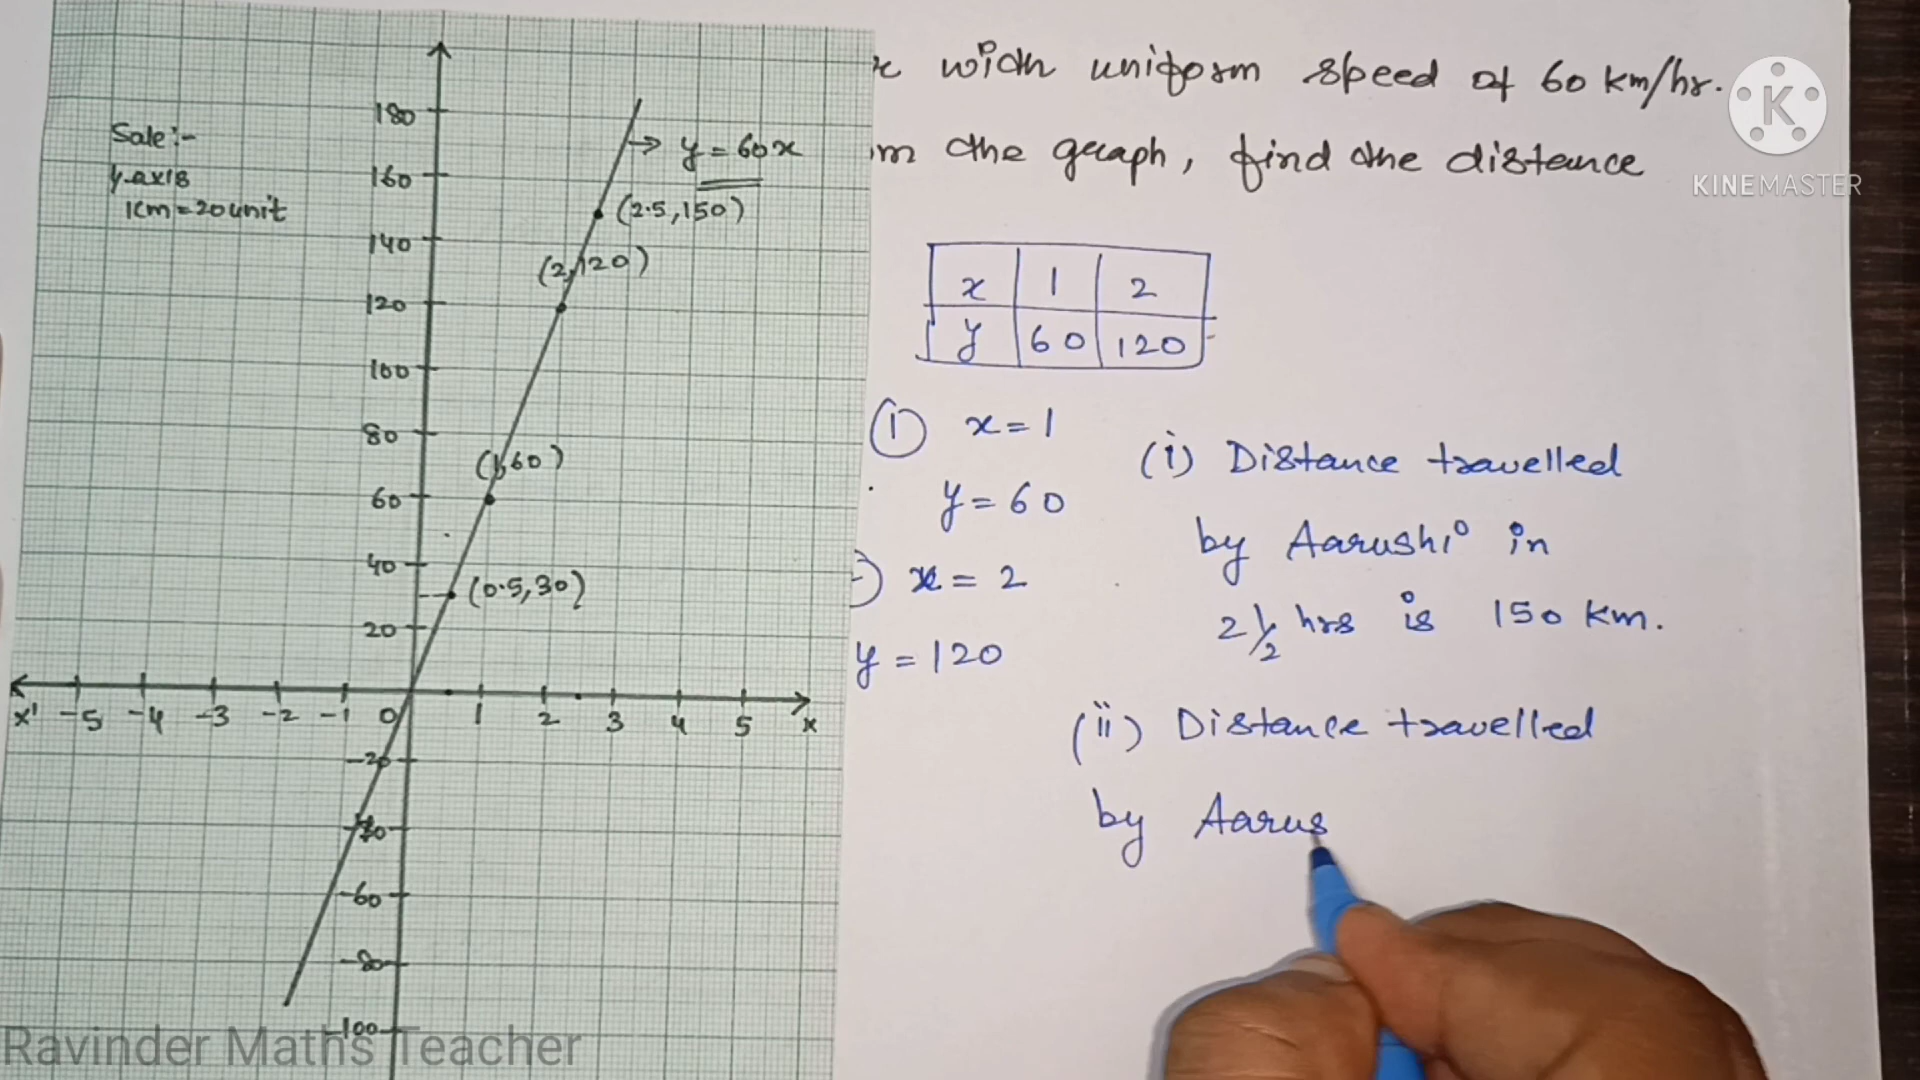 with uniform speed of 60 km/hr.
the graph, find the distance
K
KINEMASTER
Sale:-
y-axis
1cm=20unit
y=60x
(2.5,150)
(2,120)
(1,60)
(0.5,30)
180
160
140
120
100
80
60
40
20
x' -5 -4 -3 -2 -1 0 1 2 3 4 5 x
-20
-40
-60
-80
-100
x 1 2
y 60 120
① x=1
y=60
x=2
y=120
(i) Distance travelled
by Aarushi in
2 1/2 hrs is 150 km.
(ii) Distance travelled
by Aarus
Ravinder Maths Teacher